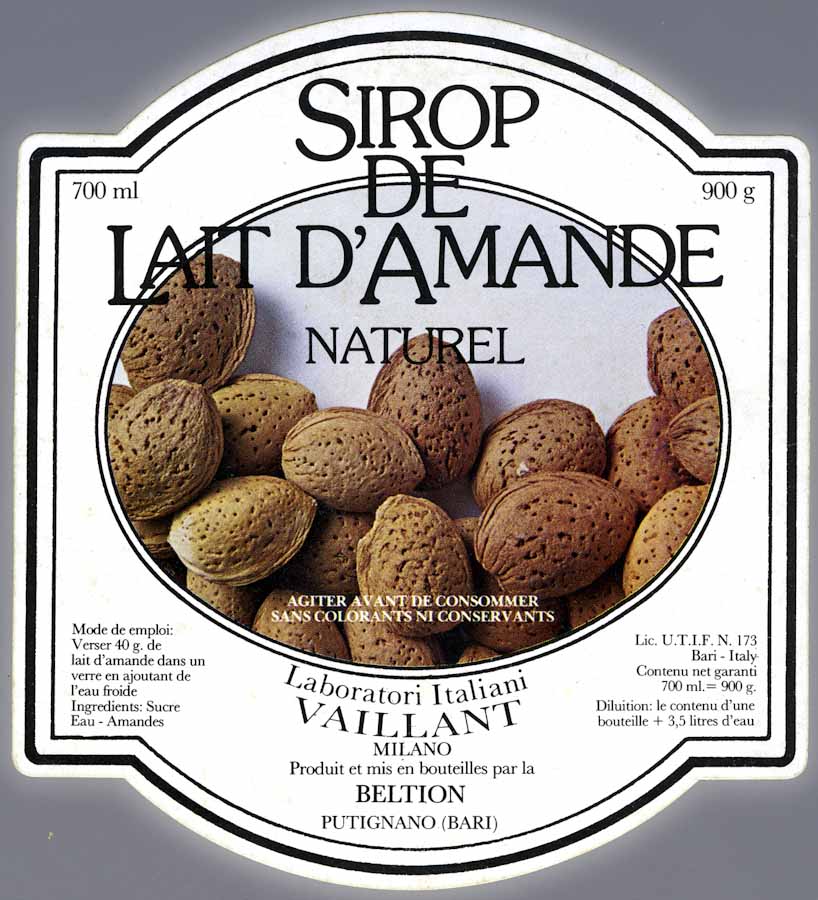 SIROP
DE
LAIT D'AMANDE
NATUREL
700 ml
900 g
AGITER AVANT DE CONSOMMER
SANS COLORANTS NI CONSERVANTS
Mode de emploi:
Verser 40 g. de
lait d'amande dans un
verre en ajoutant de
l'eau froide
Ingredients: Sucre
Eau - Amandes
Lic. U.T.I.F. N. 173
Bari - Italy
Contenu net garanti
700 ml.= 900 g.
Diluition: le contenu d'une
bouteille + 3,5 litres d'eau
Laboratori Italiani
VAILLANT
MILANO
Produit et mis en bouteilles par la
BELTION
PUTIGNANO (BARI)